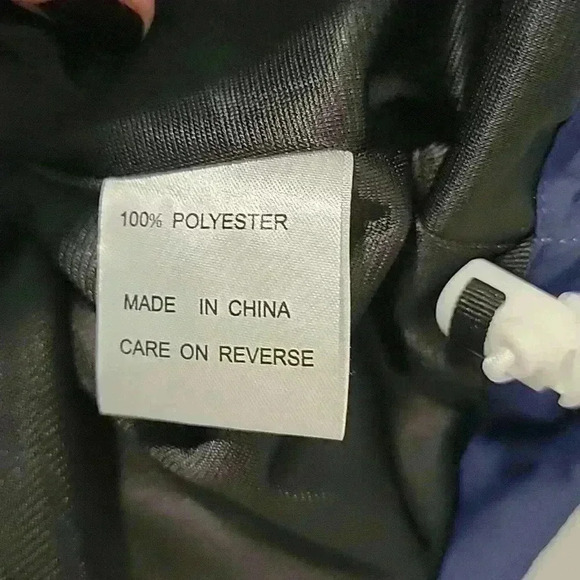 100% POLYESTER
MADE IN CHINA
CARE ON REVERSE